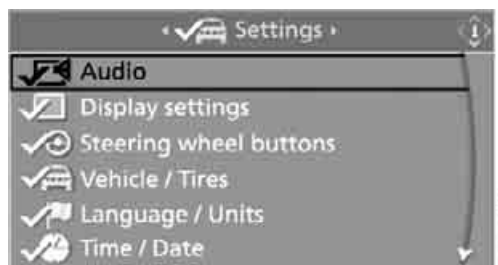 Settings
Audio
Display settings
Steering wheel buttons
Vehicle / Tires
Language / Units
Time / Date